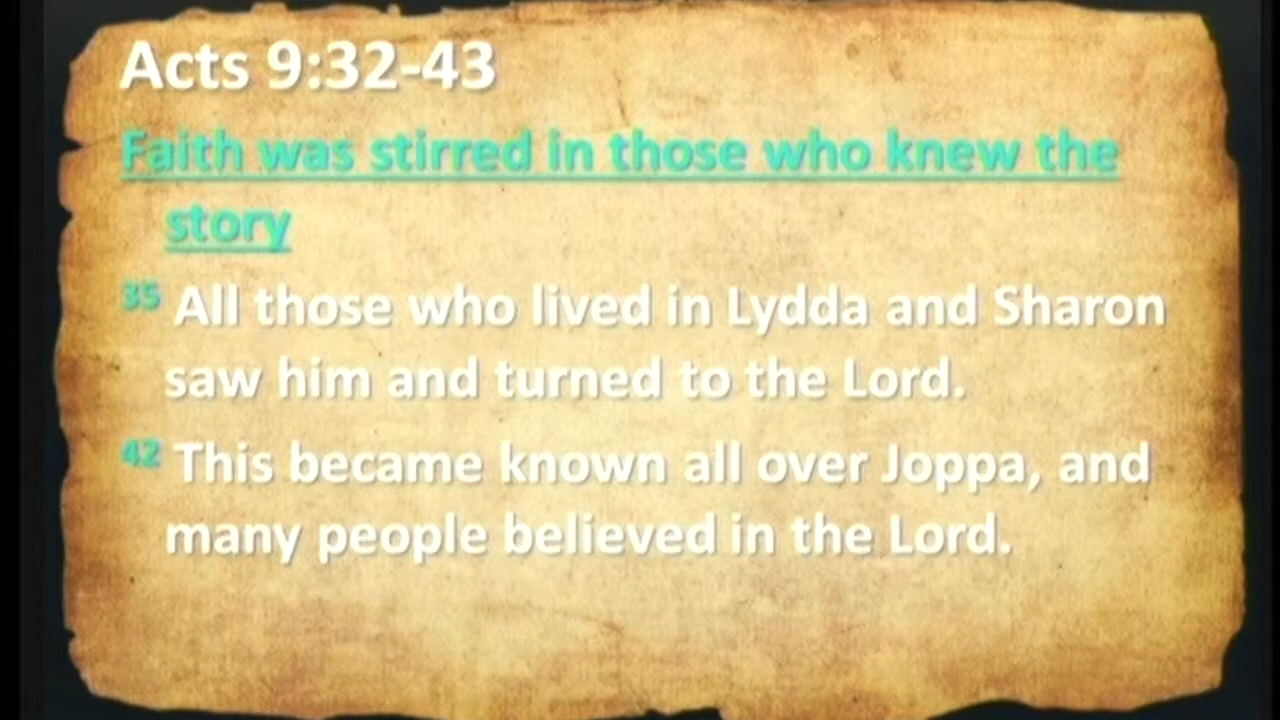 Acts 9:32-43
Faith was stirred in those who knew the
story
35 All those who lived in Lydda and Sharon
saw him and turned to the Lord.
42 This became known all over Joppa, and
many people believed in the Lord.